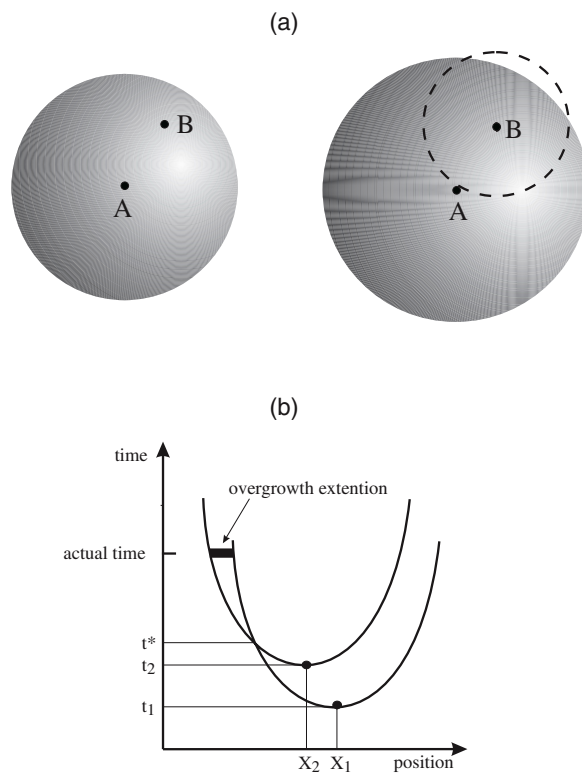 (a)
B
A
B
A
(b)
time
overgrowth extention
actual time
t*
t2
t1
X2
X1
position